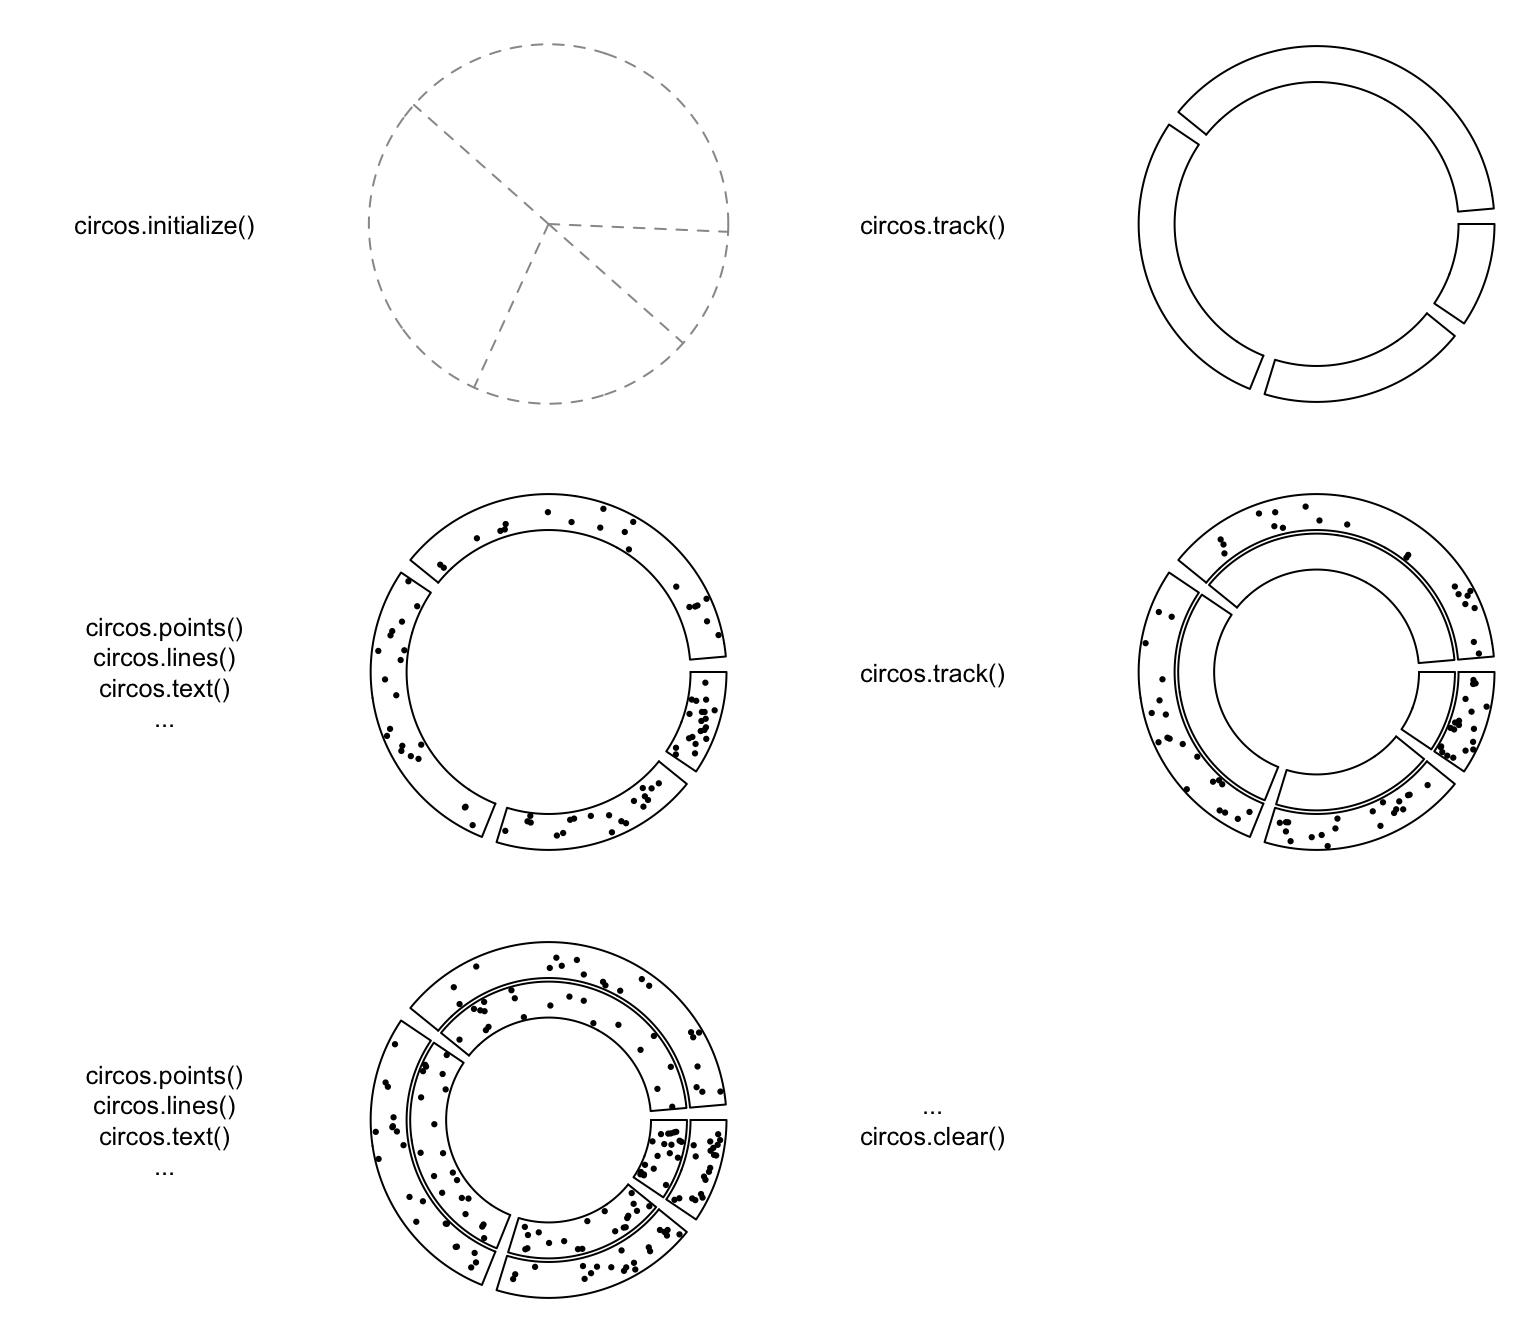 circos.initialize()
circos.track()
circos.points()
circos.lines()
circos.text()
...
circos.track()
circos.points()
circos.lines()
circos.text()
...
...
circos.clear()